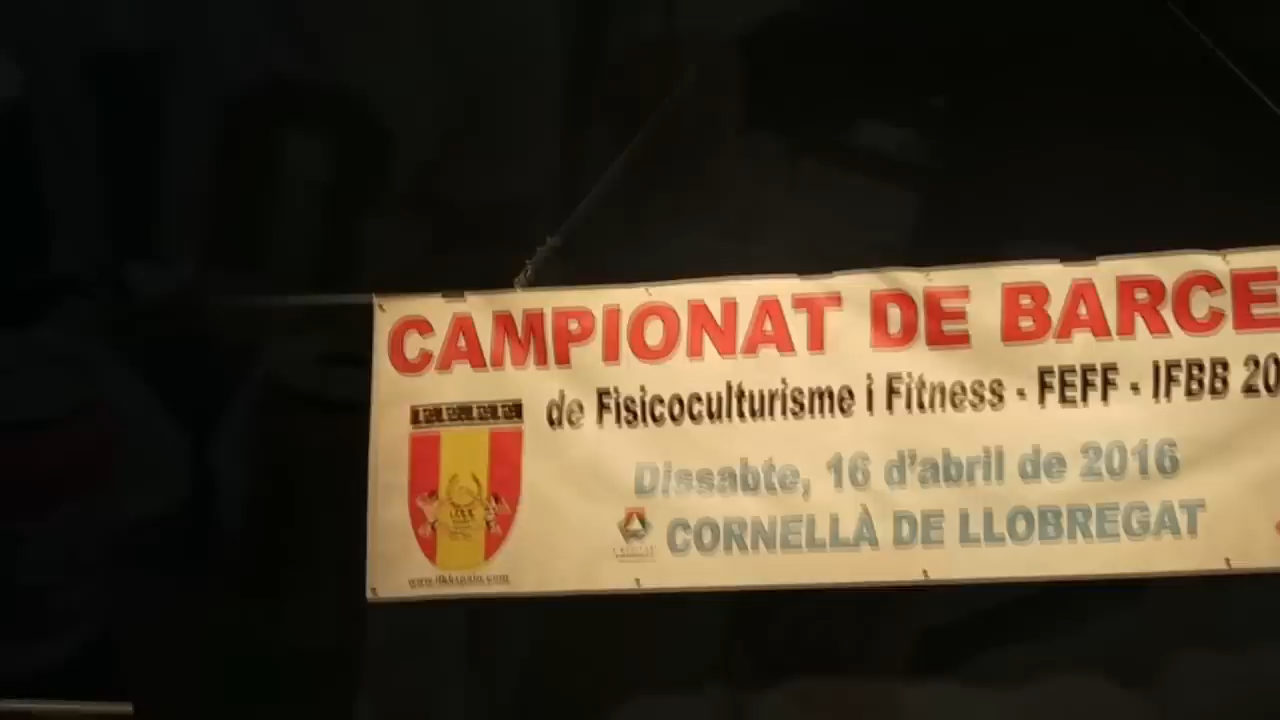 CAMPIONAT DE BARCE
de Fisicoculturisme i Fitness - FEFF - IFBB 20
Dissabte, 16 d'abril de 2016
CORNELLÀ DE LLOBREGAT